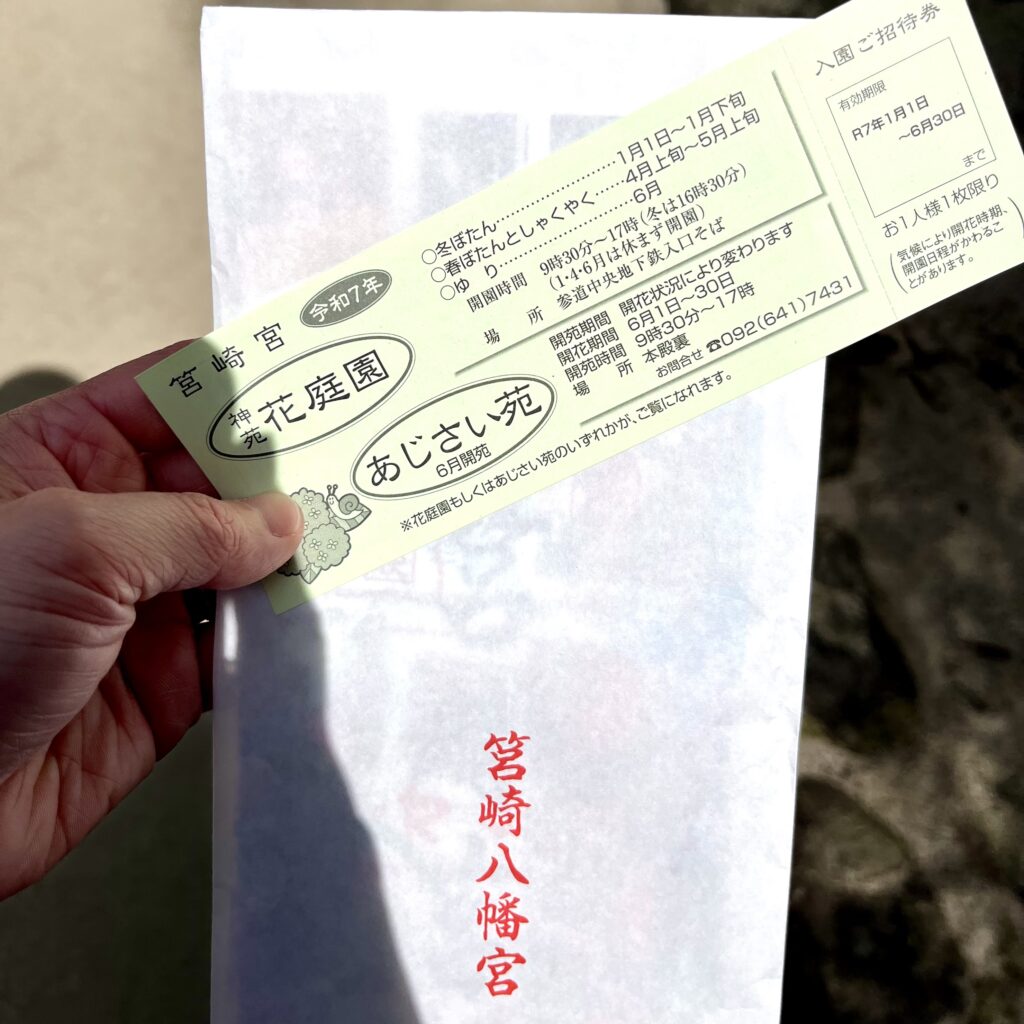 筥崎宮
令和7年
神苑 花庭園
○冬ぼたん……………………1月1日〜1月下旬
○春ぼたんとしゃくやく……4月上旬〜5月上旬
○ゆり…………………………6月
開園時間 9時30分〜17時(冬は16時30分)
(1・4・6月は休まず開園)
場所 参道中央地下鉄入口そば
あじさい苑
6月開苑
開苑期間 開花状況により変わります
開花期間 6月1日〜30日
開苑時間 9時30分〜17時
場所 本殿裏
お問合せ ☎092(641)7431
※花庭園もしくはあじさい苑のいずれかが、ご覧になれます。
入園ご招待券
有効期限
R7年1月1日
〜6月30日
まで
お1人様1枚限り
(気候により開花時期、
開園日程がかわるこ
とがあります。)
筥崎八幡宮